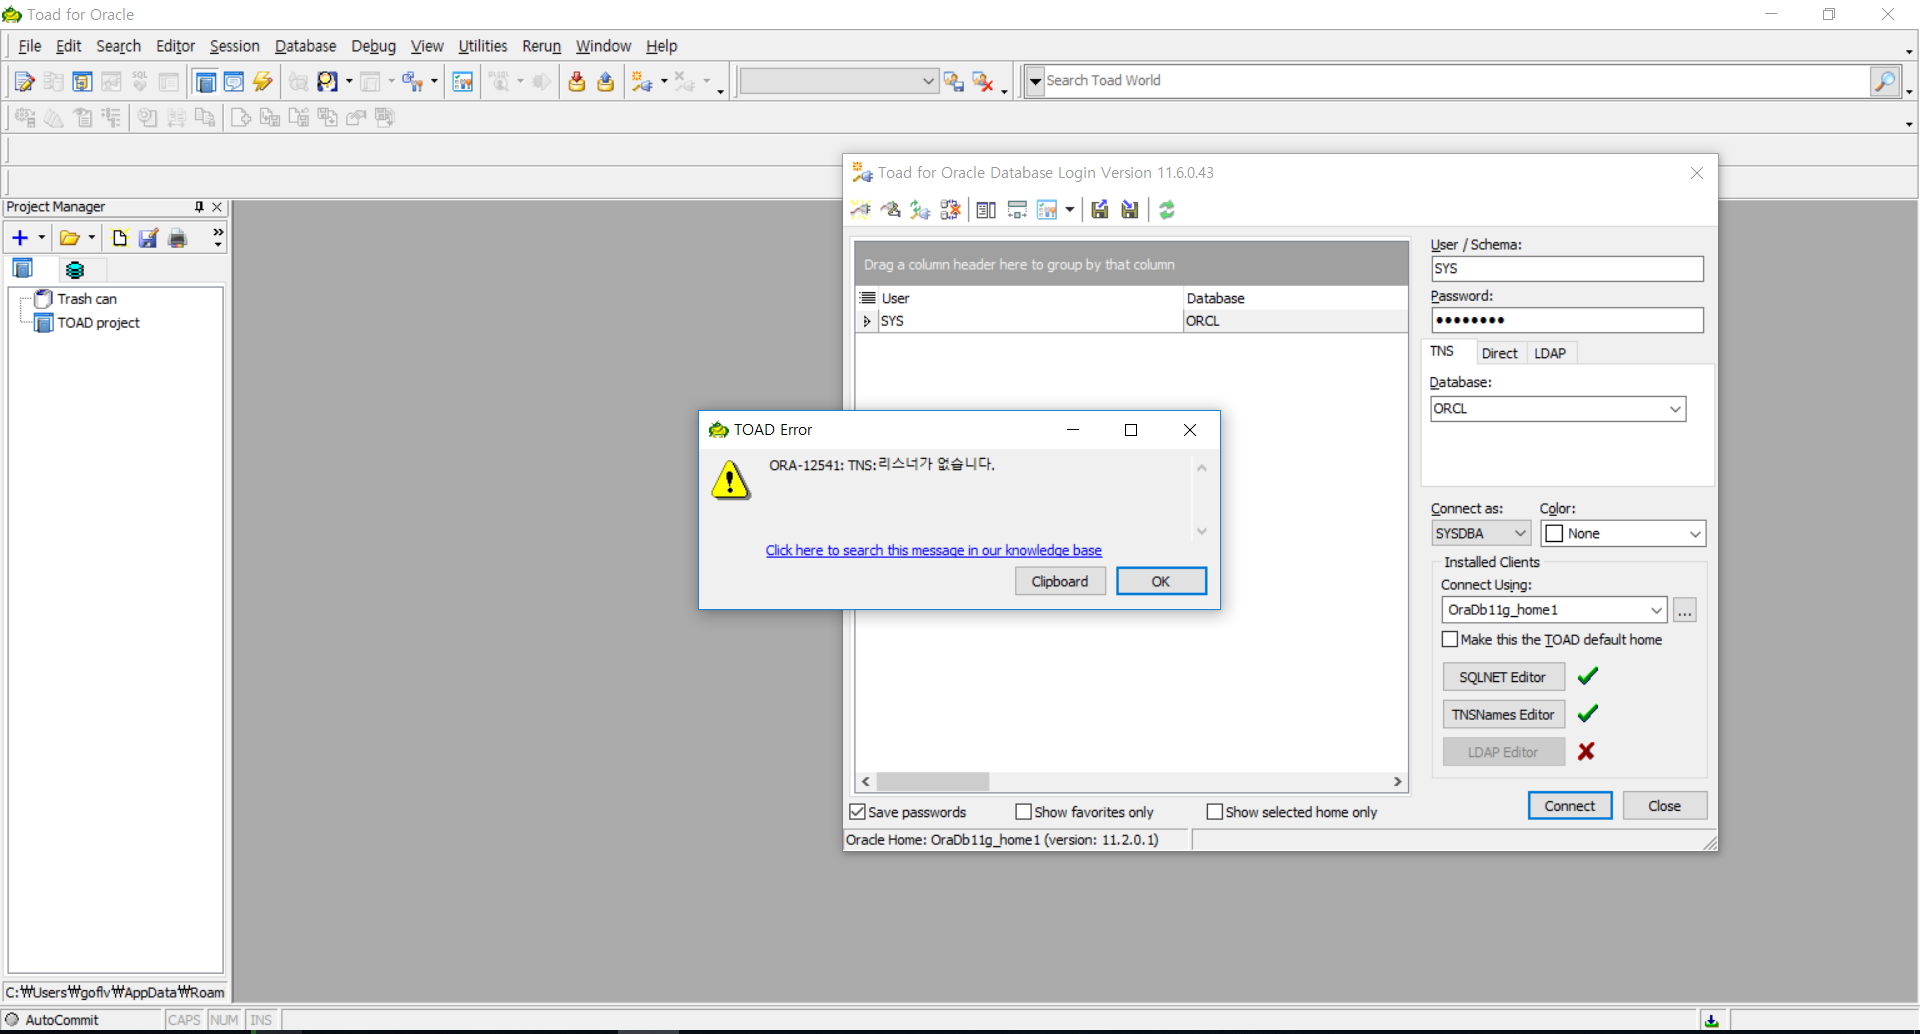 Toad for Oracle
File Edit Search Editor Session Database Debug View Utilities Rerun Window Help
SQL
Search Toad World
Project Manager
Trash can
TOAD project
C:₩Users₩goflv₩AppData₩Roam
AutoCommit CAPS NUM INS
Toad for Oracle Database Login Version 11.6.0.43
Drag a column header here to group by that column
User Database
SYS ORCL
User / Schema:
SYS
Password:
••••••••
TNS Direct LDAP
Database:
ORCL
Connect as: Color:
SYSDBA None
Installed Clients
Connect Using:
OraDb11g_home1 ...
Make this the TOAD default home
SQLNET Editor
TNSNames Editor
LDAP Editor
Connect Close
Save passwords Show favorites only Show selected home only
Oracle Home: OraDb11g_home1 (version: 11.2.0.1)
TOAD Error
ORA-12541: TNS:리스너가 없습니다.
Click here to search this message in our knowledge base
Clipboard OK